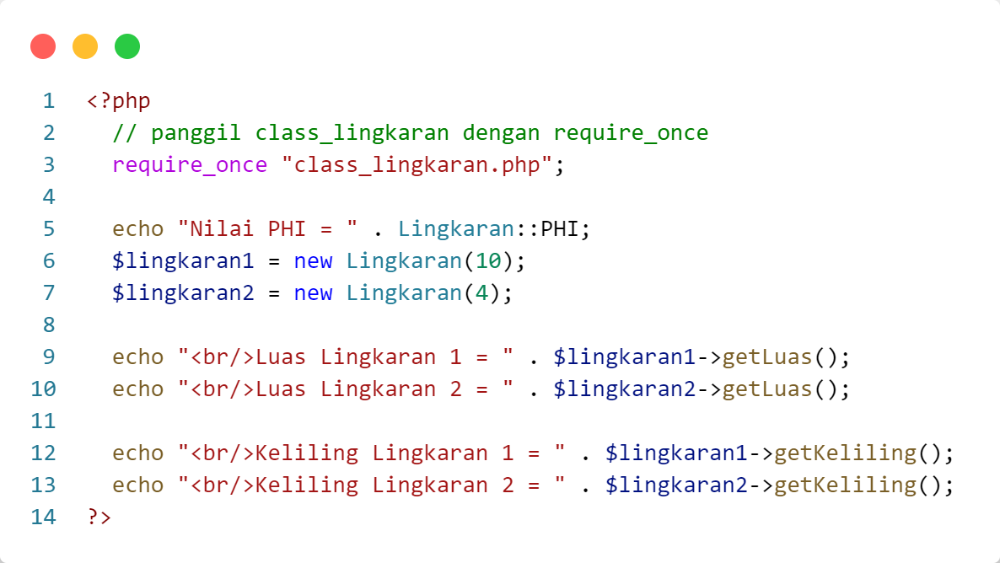 1 <?php
2 // panggil class_lingkaran dengan require_once
3 require_once "class_lingkaran.php";
4
5 echo "Nilai PHI = " . Lingkaran::PHI;
6 $lingkaran1 = new Lingkaran(10);
7 $lingkaran2 = new Lingkaran(4);
8
9 echo "<br/>Luas Lingkaran 1 = " . $lingkaran1->getLuas();
10 echo "<br/>Luas Lingkaran 2 = " . $lingkaran2->getLuas();
11
12 echo "<br/>Keliling Lingkaran 1 = " . $lingkaran1->getKeliling();
13 echo "<br/>Keliling Lingkaran 2 = " . $lingkaran2->getKeliling();
14 ?>